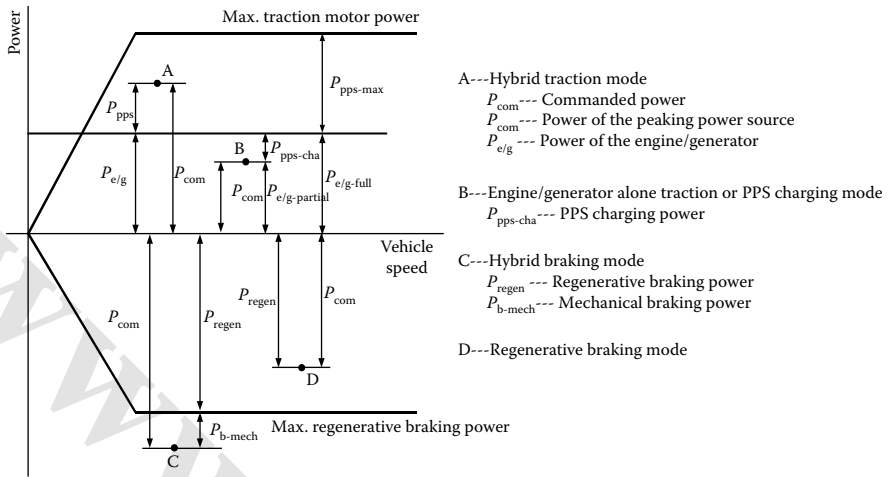 Power
Max. traction motor power
A
P_pps
P_pps-max
B
P_pps-cha
P_e/g
P_com
P_com
P_e/g-partial
P_e/g-full
Vehicle
speed
P_com
P_regen
P_regen
P_com
D
P_b-mech
Max. regenerative braking power
C
A---Hybrid traction mode
P_com--- Commanded power
P_com--- Power of the peaking power source
P_e/g --- Power of the engine/generator
B---Engine/generator alone traction or PPS charging mode
P_pps-cha--- PPS charging power
C---Hybrid braking mode
P_regen --- Regenerative braking power
P_b-mech--- Mechanical braking power
D---Regenerative braking mode
WWW